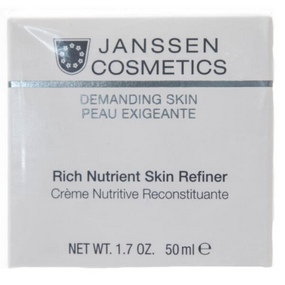 JANSSEN
COSMETICS
DEMANDING SKIN
PEAU EXIGEANTE
Rich Nutrient Skin Refiner
Crème Nutritive Reconstituante
NET WT. 1.7 OZ. 50 ml ℮